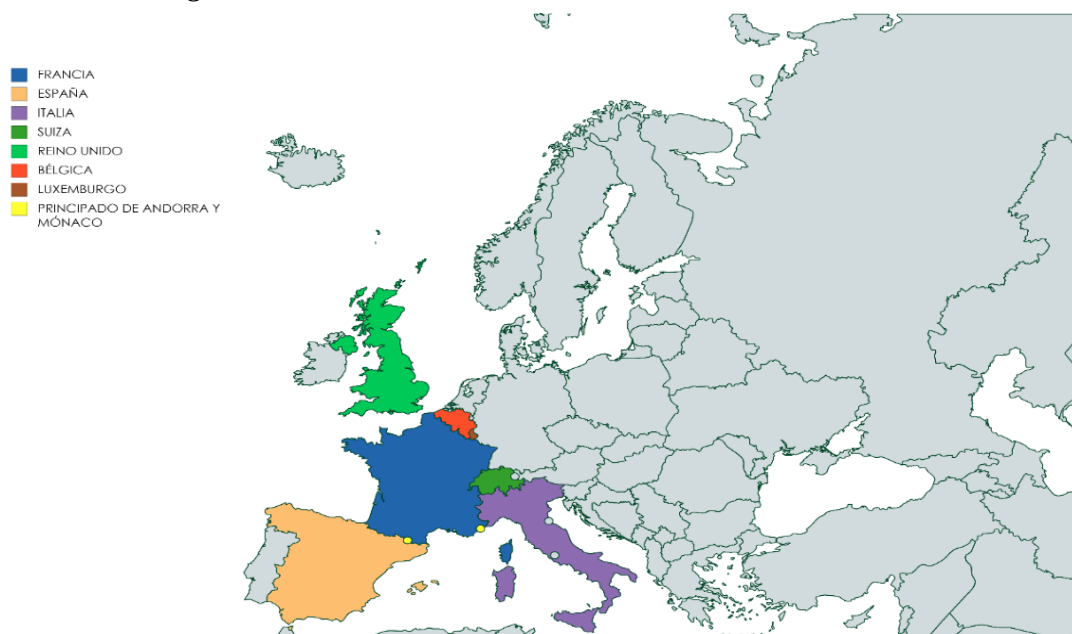 FRANCIA
ESPAÑA
ITALIA
SUIZA
REINO UNIDO
BÉLGICA
LUXEMBURGO
PRINCIPADO DE ANDORRA Y
MÓNACO